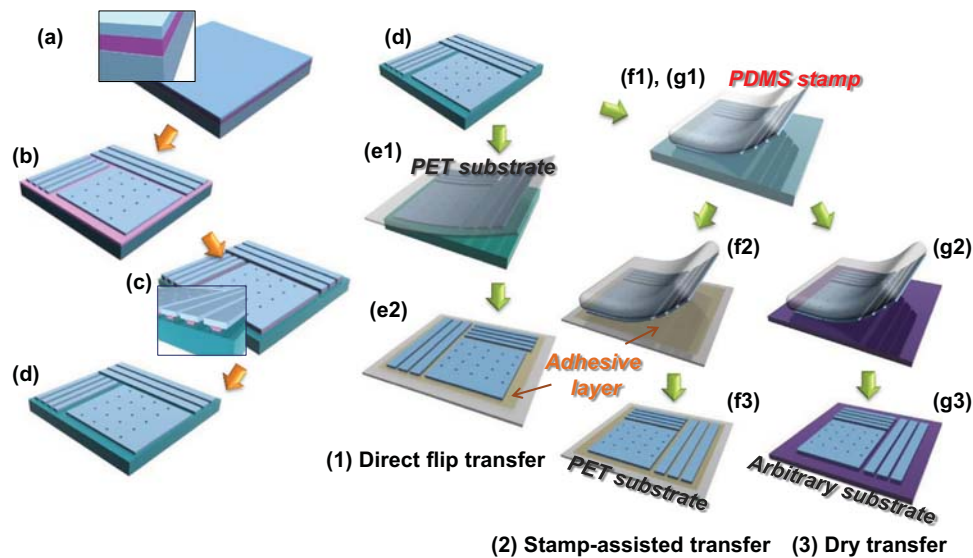 (a)
(b)
(c)
(d)
(d)
(e1)
PET substrate
(e2)
(1) Direct flip transfer
(f1), (g1)
PDMS stamp
(f2)
Adhesive
layer
(f3)
PET substrate
(2) Stamp-assisted transfer
(g2)
(g3)
Arbitrary substrate
(3) Dry transfer